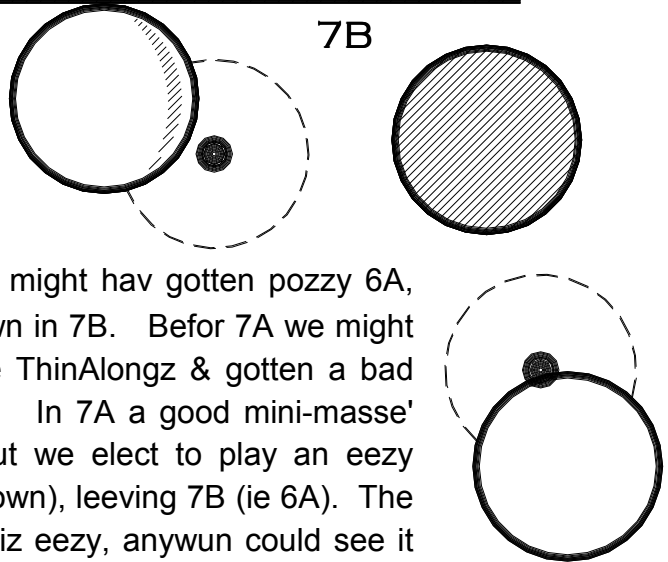 7B
might hav gotten pozzy 6A,
wn in 7B. Befor 7A we might
ThinAlongz & gotten a bad
In 7A a good mini-masse'
ut we elect to play an eezy
own), leeving 7B (ie 6A). The
iz eezy, anywun could see it